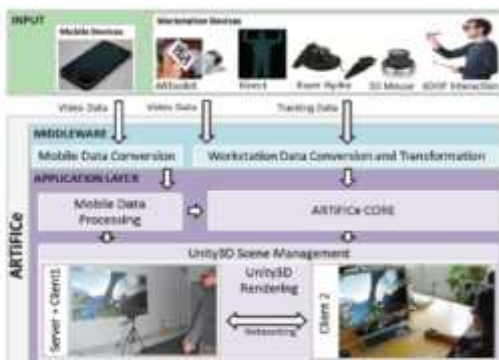 INPUT
Mobile Devices
Workstation Devices
ARToolkit
Kinect
Razer Hydra
3D Mouse
6DOF Interaction
Video Data
Video Data
Tracking Data
MIDDLEWARE
Mobile Data Conversion
Workstation Data Conversion and Transformation
APPLICATION LAYER
Mobile Data
Processing
ARTiFICe CORE
ARTiFICe
Unity3D Scene Management
Server + Client1
Unity3D
Rendering
Networking
Client 2